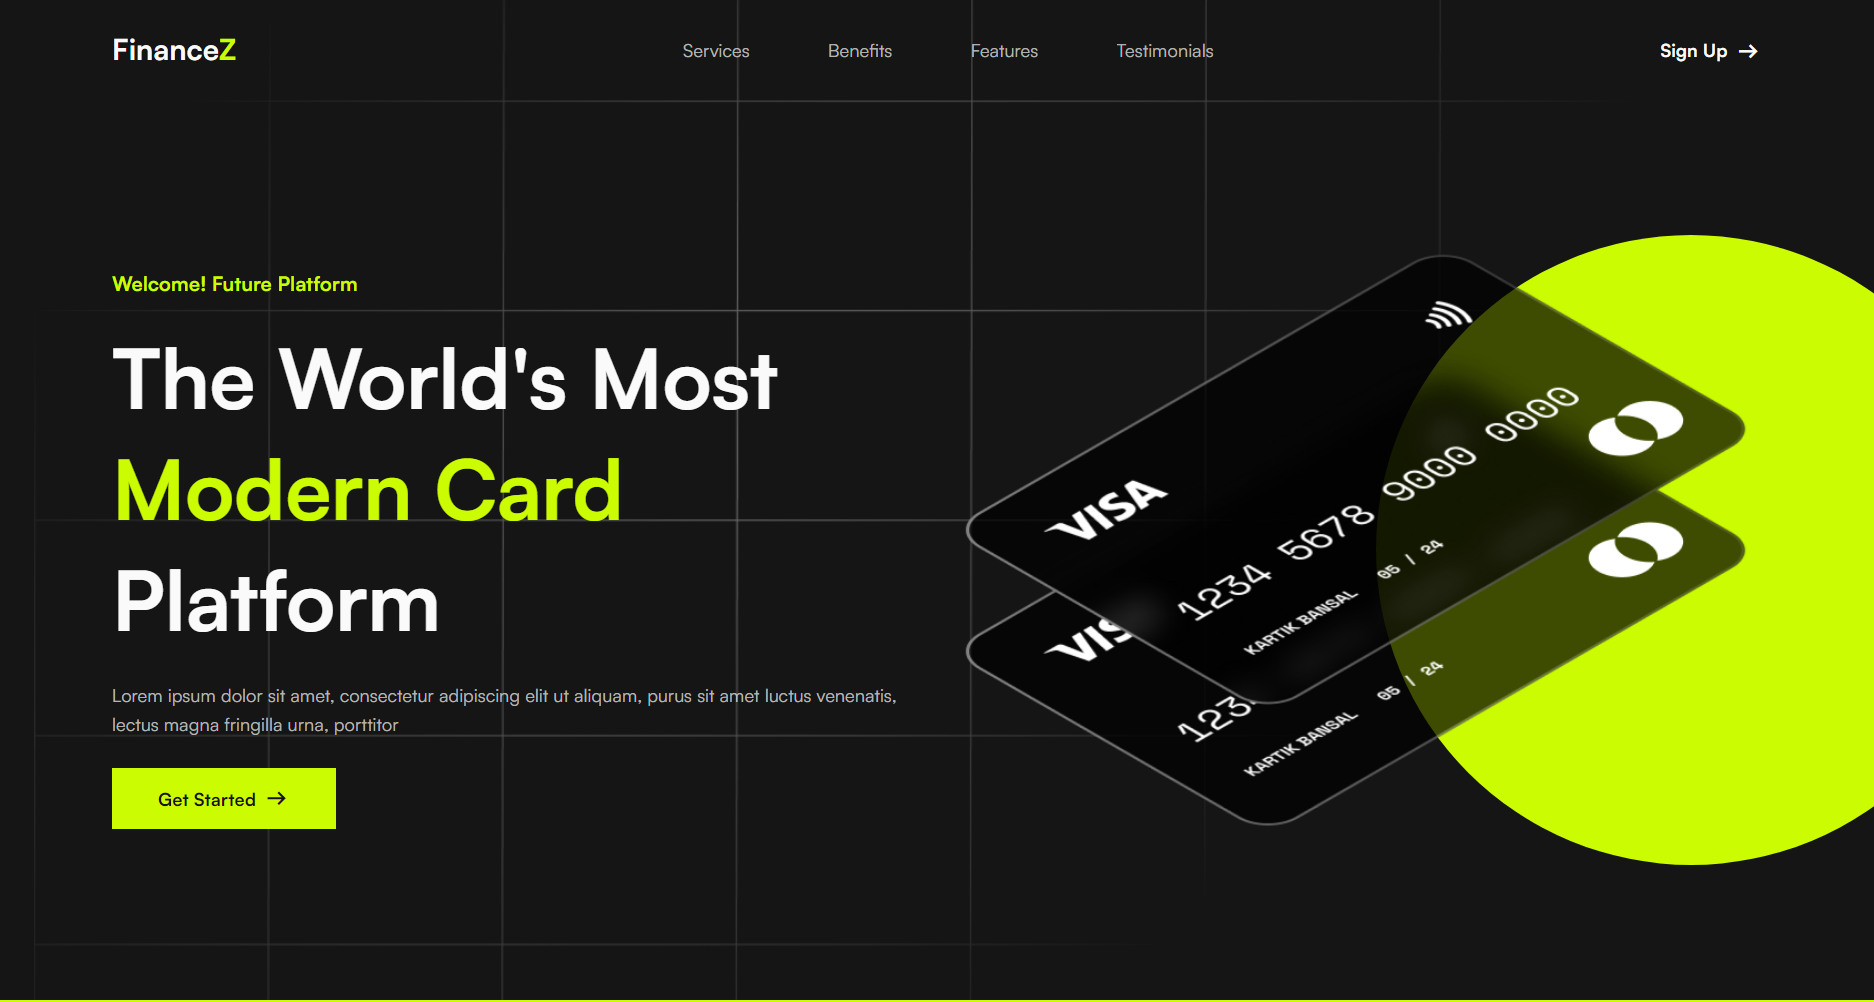 FinanceZ
Services
Benefits
Features
Testimonials
Sign Up
Welcome! Future Platform
The World's Most
Modern Card
Platform
Lorem ipsum dolor sit amet, consectetur adipiscing elit ut aliquam, purus sit amet luctus venenatis,
lectus magna fringilla urna, porttitor
Get Started
VISA
1234 5678 9000 0000
05 / 24
KARTIK BANSAL
VIS
123
05 / 24
KARTIK BANSAL